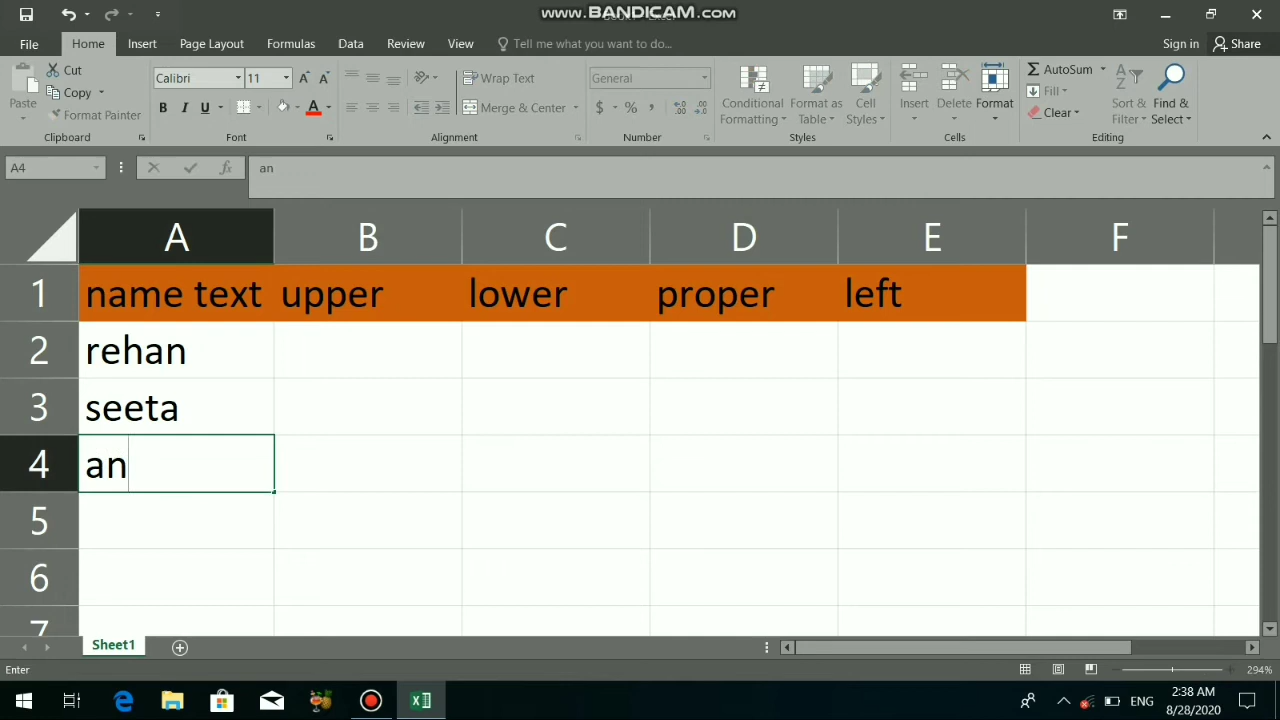 www.BANDICAM.com
File Home Insert Page Layout Formulas Data Review View Tell me what you want to do... Sign in Share
Paste Cut Copy Format Painter Clipboard
Calibri 11 B I U A Font
Wrap Text Merge & Center Alignment
General $ % , Number
Conditional Formatting Format as Table Cell Styles Styles
Insert Delete Format Cells
AutoSum Fill Clear Sort & Filter Find & Select Editing
A4 fx an
A B C D E F
1 name text upper lower proper left
2 rehan
3 seeta
4 an
5
6
7
Sheet1
Enter 294%
ENG 2:38 AM
8/28/2020